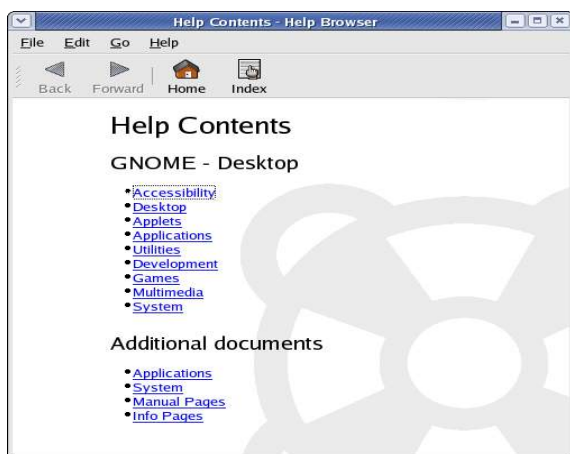 Help Contents - Help Browser
File Edit Go Help
Back Forward Home Index
Help Contents
GNOME - Desktop
Accessibility
Desktop
Applets
Applications
Utilities
Development
Games
Multimedia
System
Additional documents
Applications
System
Manual Pages
Info Pages